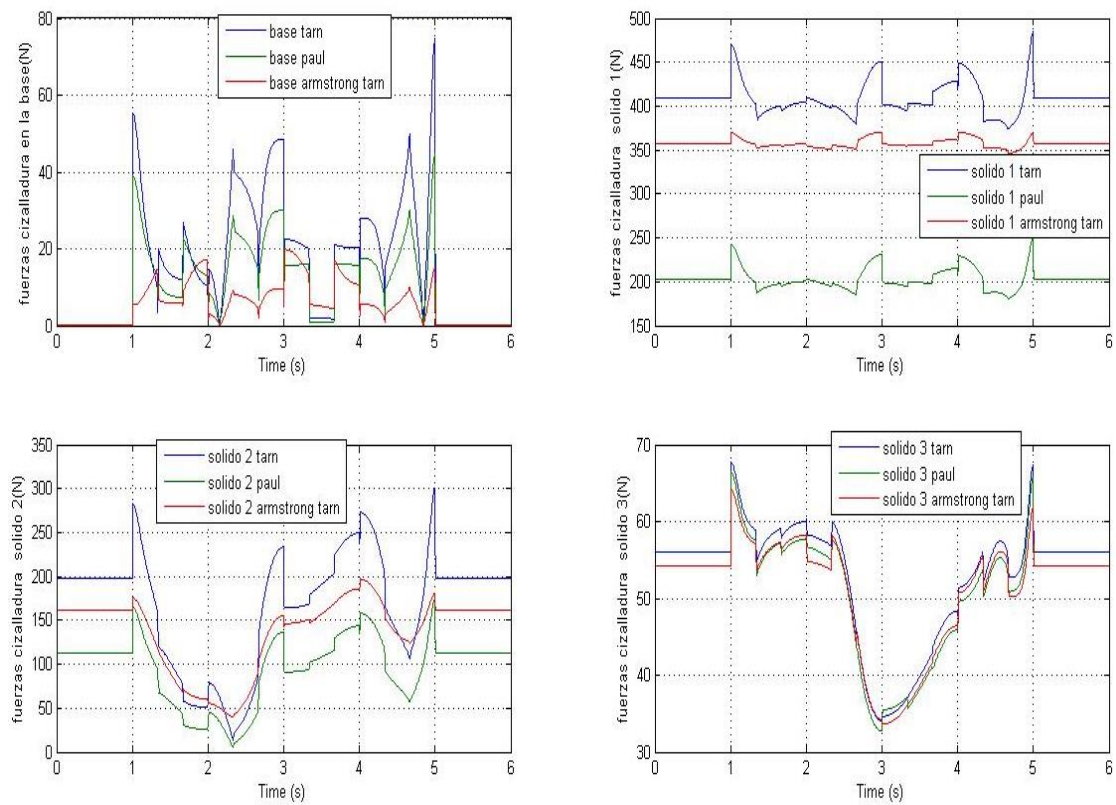 fuerzas cizalladura en la base(N)
80
60
40
20
0
base tarn
base paul
base armstrong tarn
0 1 2 3 4 5 6
Time (s)
fuerzas cizalladura solido 1(N)
500
450
400
350
300
250
200
150
solido 1 tarn
solido 1 paul
solido 1 armstrong tarn
0 1 2 3 4 5 6
Time (s)
fuerzas cizalladura solido 2(N)
350
300
250
200
150
100
50
0
solido 2 tarn
solido 2 paul
solido 2 armstrong tarn
0 1 2 3 4 5 6
Time (s)
fuerzas cizalladura solido 3(N)
70
60
50
40
30
solido 3 tarn
solido 3 paul
solido 3 armstrong tarn
0 1 2 3 4 5 6
Time (s)